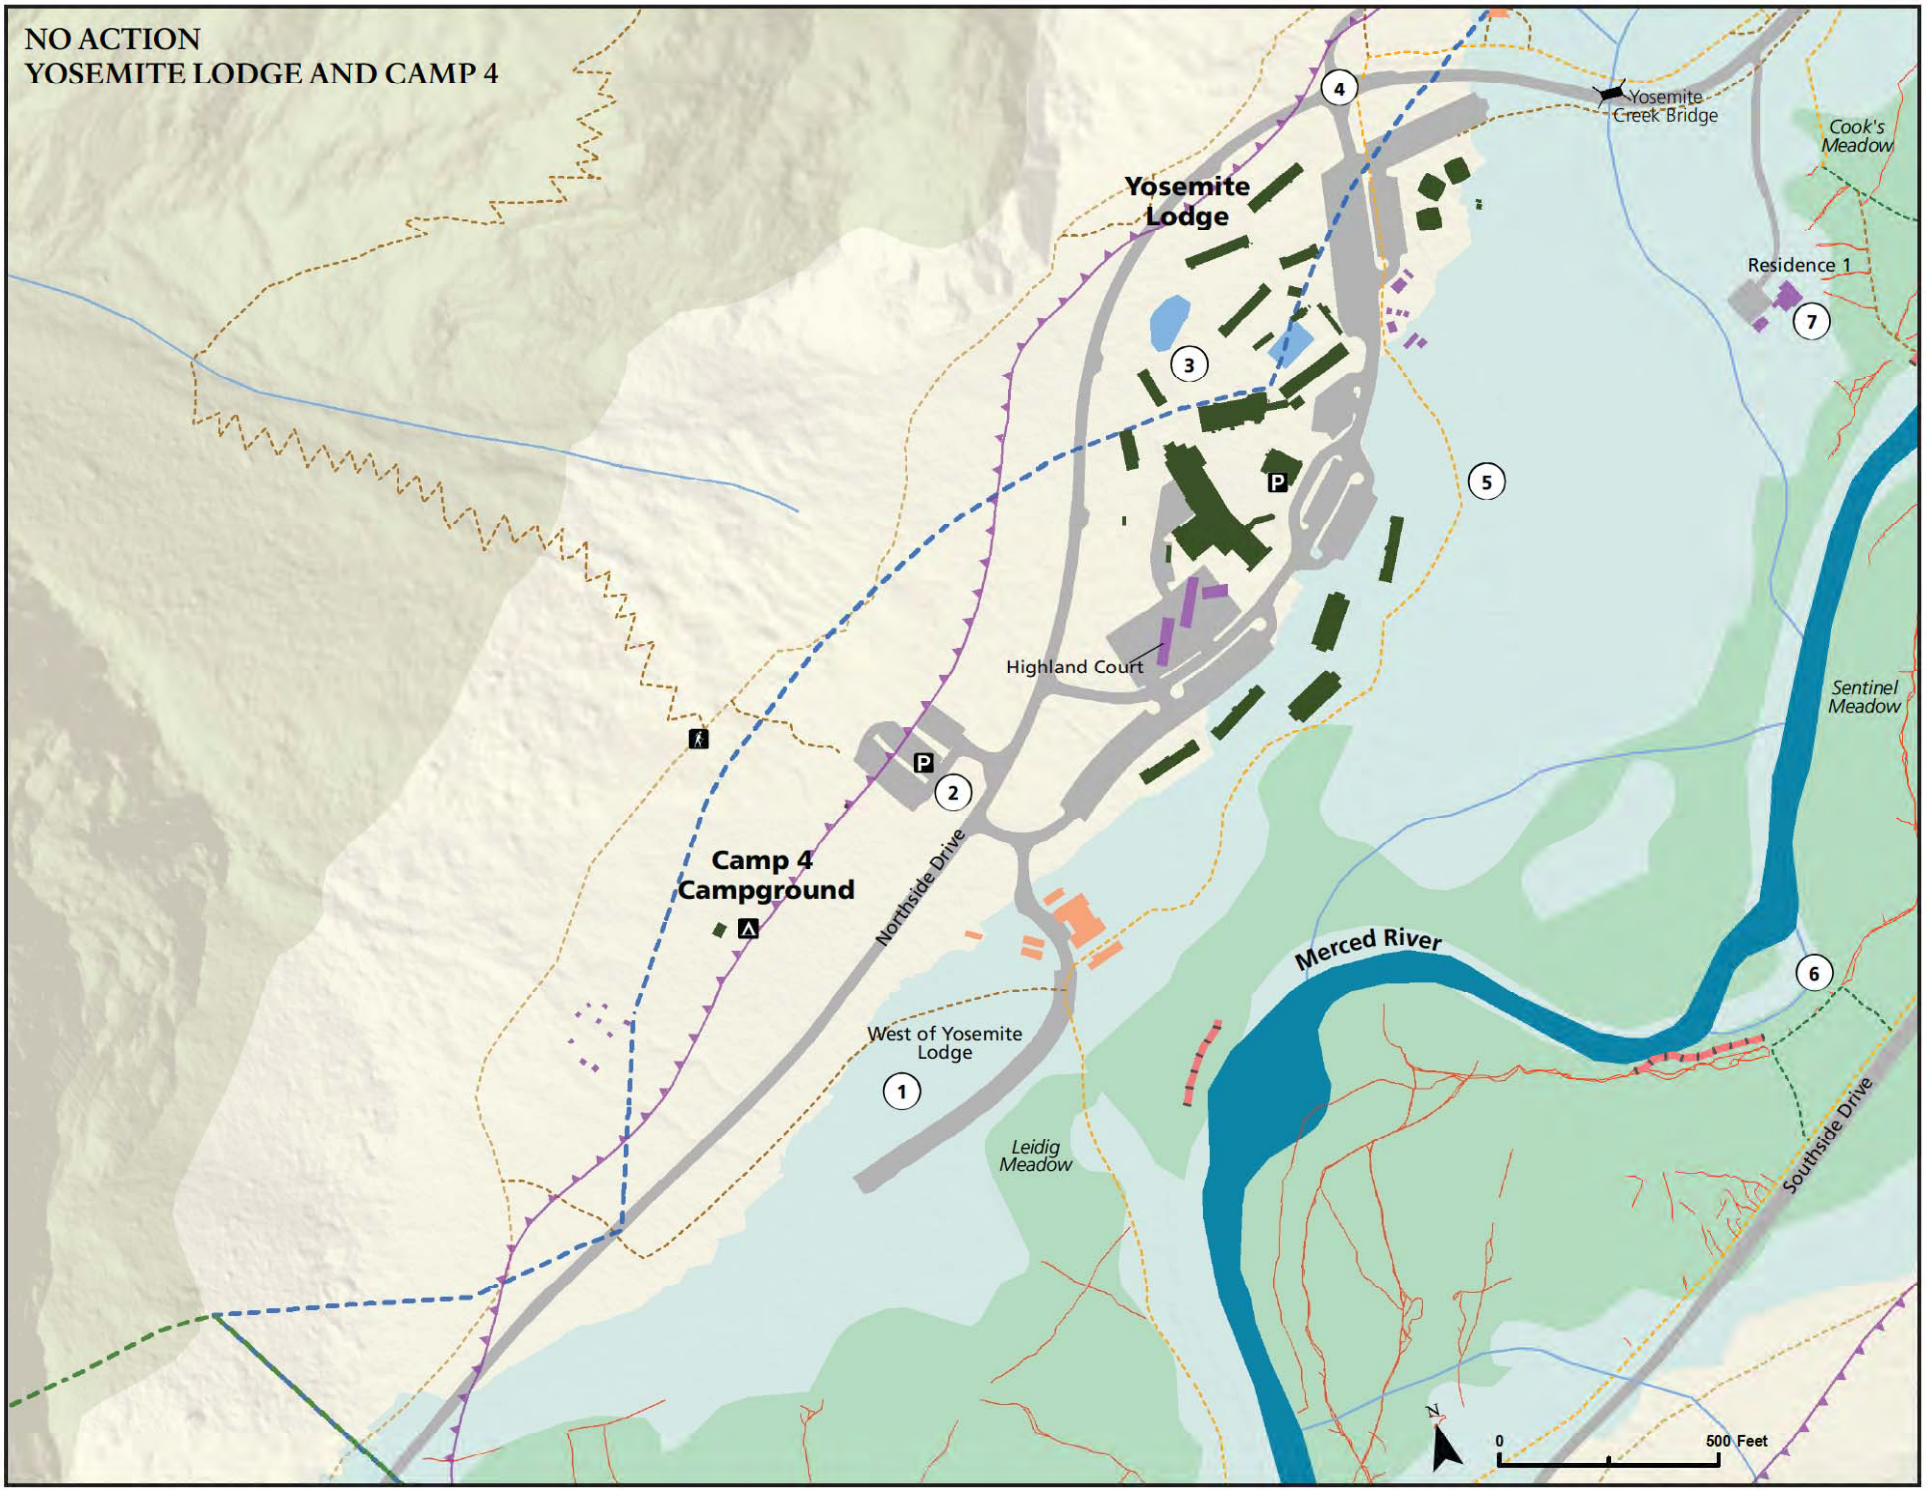 NO ACTION
YOSEMITE LODGE AND CAMP 4
4
Yosemite
Creek Bridge
Cook's
Meadow
Yosemite
Lodge
Residence 1
7
3
P
5
Highland Court
Sentinel
Meadow
P
2
Camp 4
Campground
Northside Drive
Merced River
6
West of Yosemite
Lodge
1
Leidig
Meadow
Southside Drive
N
0
500 Feet